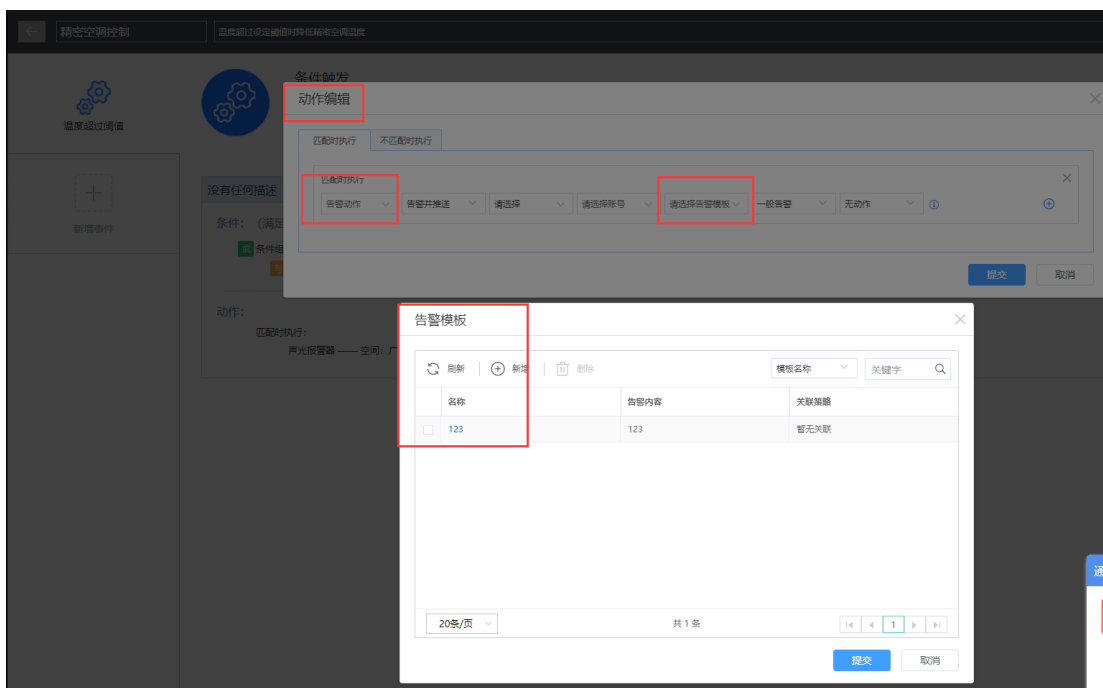 精密空调控制
温度超过设定阈值时降低精密空调温度
条件触发
温度超过阈值
动作编辑
匹配时执行 不匹配时执行
匹配时执行
告警动作 告警并推送 请选择 请选择账号 请选择告警模板 一般告警 无动作
提交 取消
新增事件
没有任何描述
条件: (满足
条件组
动作:
匹配时执行:
声光报警器 —— 空间: 广
告警模板
刷新 新增 删除 模板名称 关键字
名称 告警内容 关联策略
123 123 暂无关联
20条/页 共 1 条 1
提交 取消
通